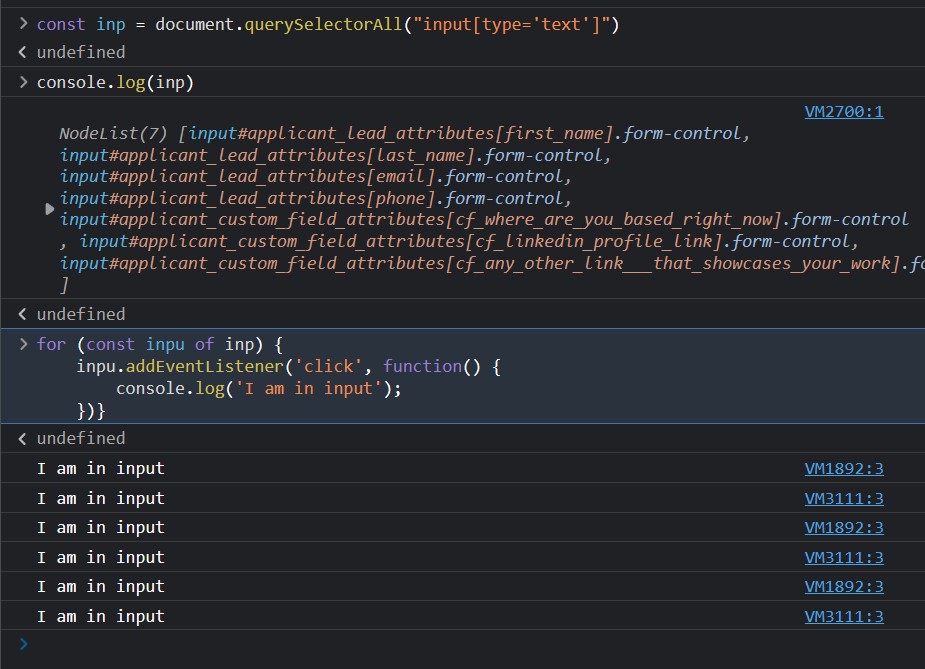 > const inp = document.querySelectorAll("input[type='text']")
< undefined
> console.log(inp)
VM2700:1
NodeList(7) [input#applicant_lead_attributes[first_name].form-control,
input#applicant_lead_attributes[last_name].form-control,
input#applicant_lead_attributes[email].form-control,
input#applicant_lead_attributes[phone].form-control,
input#applicant_custom_field_attributes[cf_where_are_you_based_right_now].form-control
, input#applicant_custom_field_attributes[cf_linkedin_profile_link].form-control,
input#applicant_custom_field_attributes[cf_any_other_link___that_showcases_your_work].fo
]
< undefined
> for (const inpu of inp) {
inpu.addEventListener('click', function() {
console.log('I am in input');
})}
< undefined
I am in input VM1892:3
I am in input VM3111:3
I am in input VM1892:3
I am in input VM3111:3
I am in input VM1892:3
I am in input VM3111:3
>